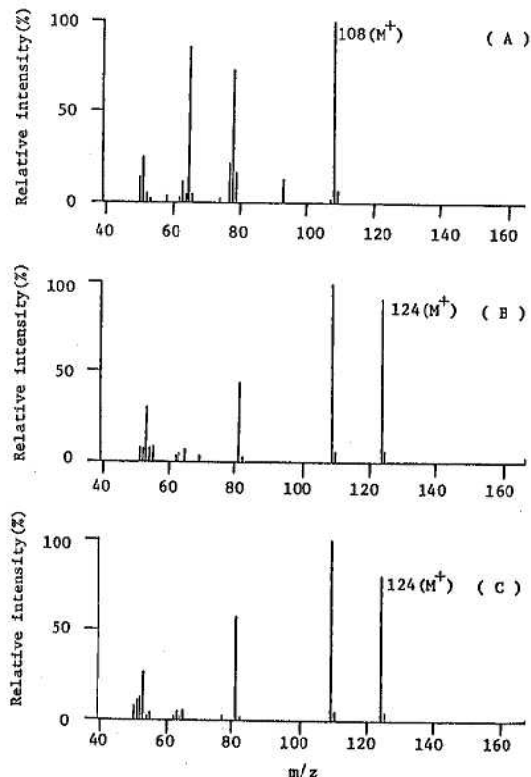 Relative intensity(%)
100
50
0
108(M+)
( A )
40 60 80 100 120 140 160
Relative intensity(%)
100
50
0
124(M+)
( B )
40 60 80 100 120 140 160
Relative intensity(%)
100
50
0
124(M+)
( C )
40 60 80 100 120 140 160
m/z